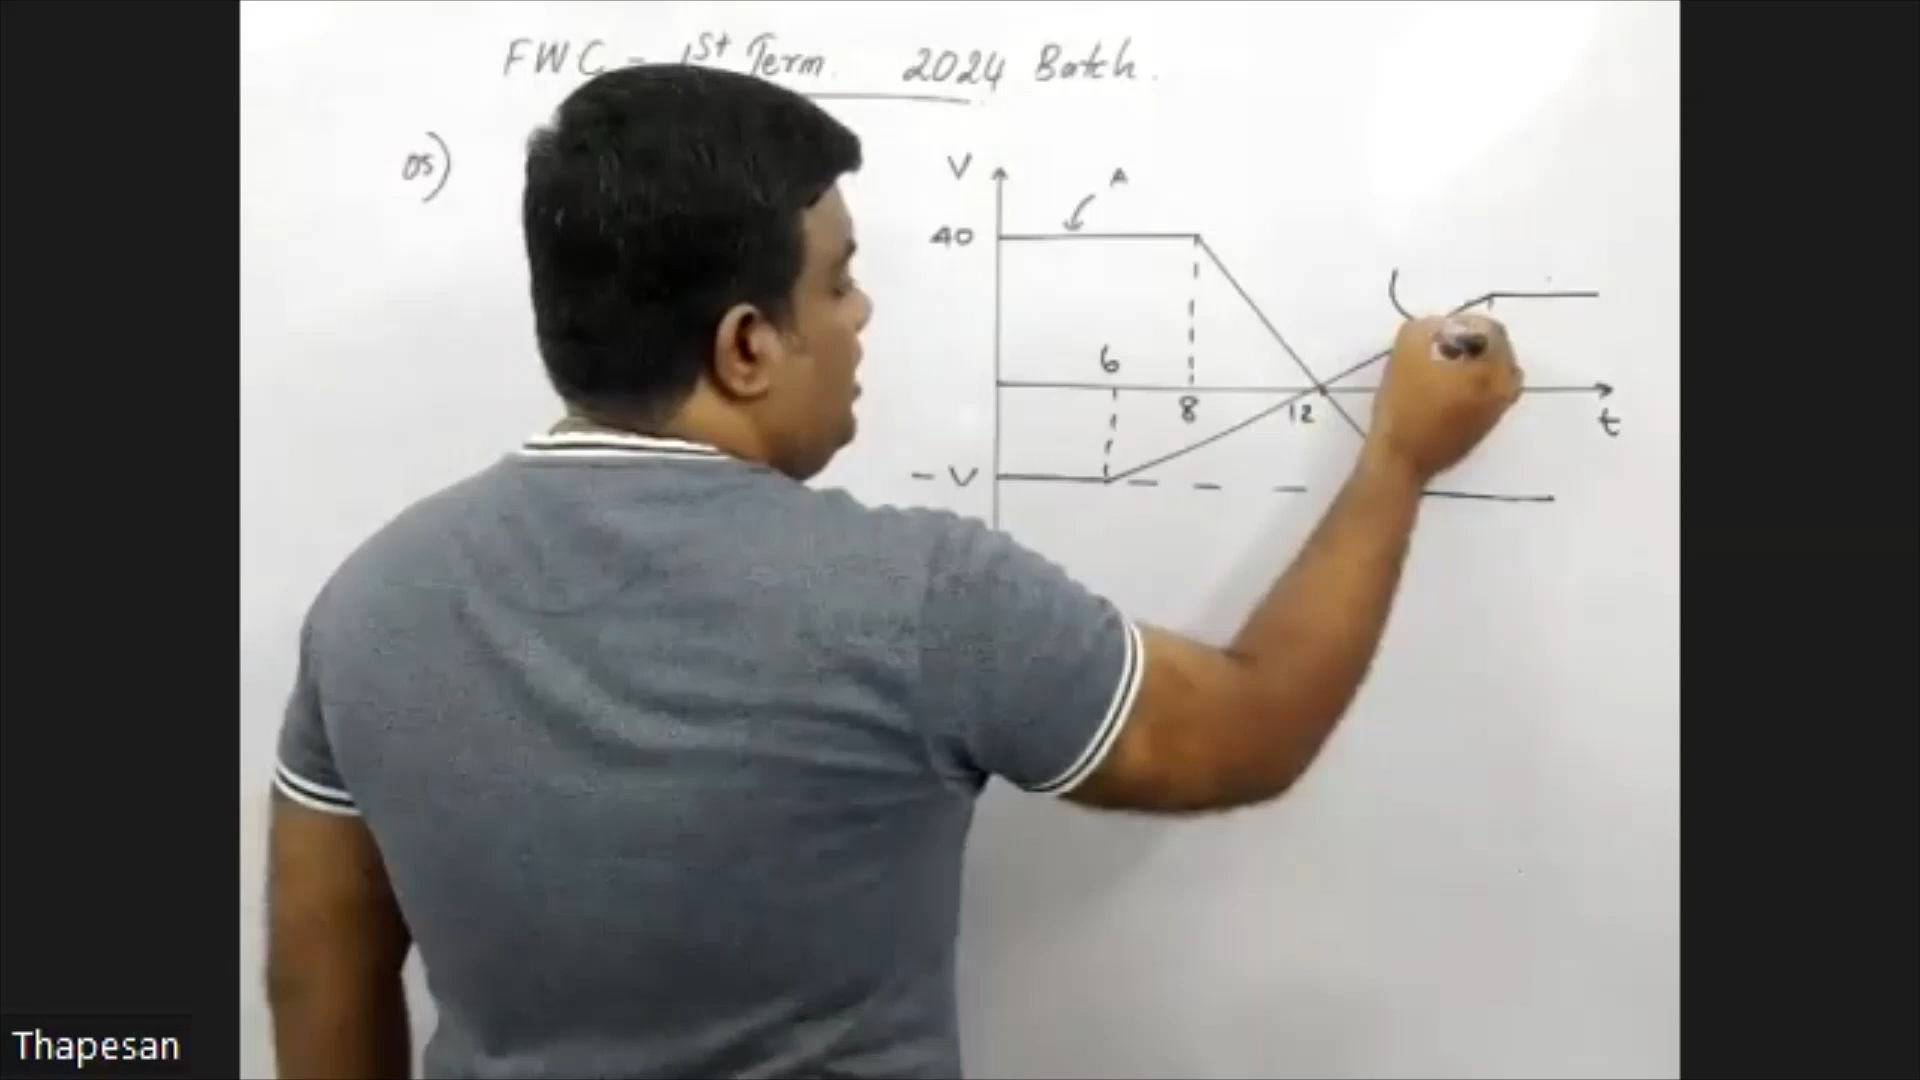 FWC - 1st Term. 2024 Batch.
05)
V
A
40
6
8
12
t
- V
Thapesan